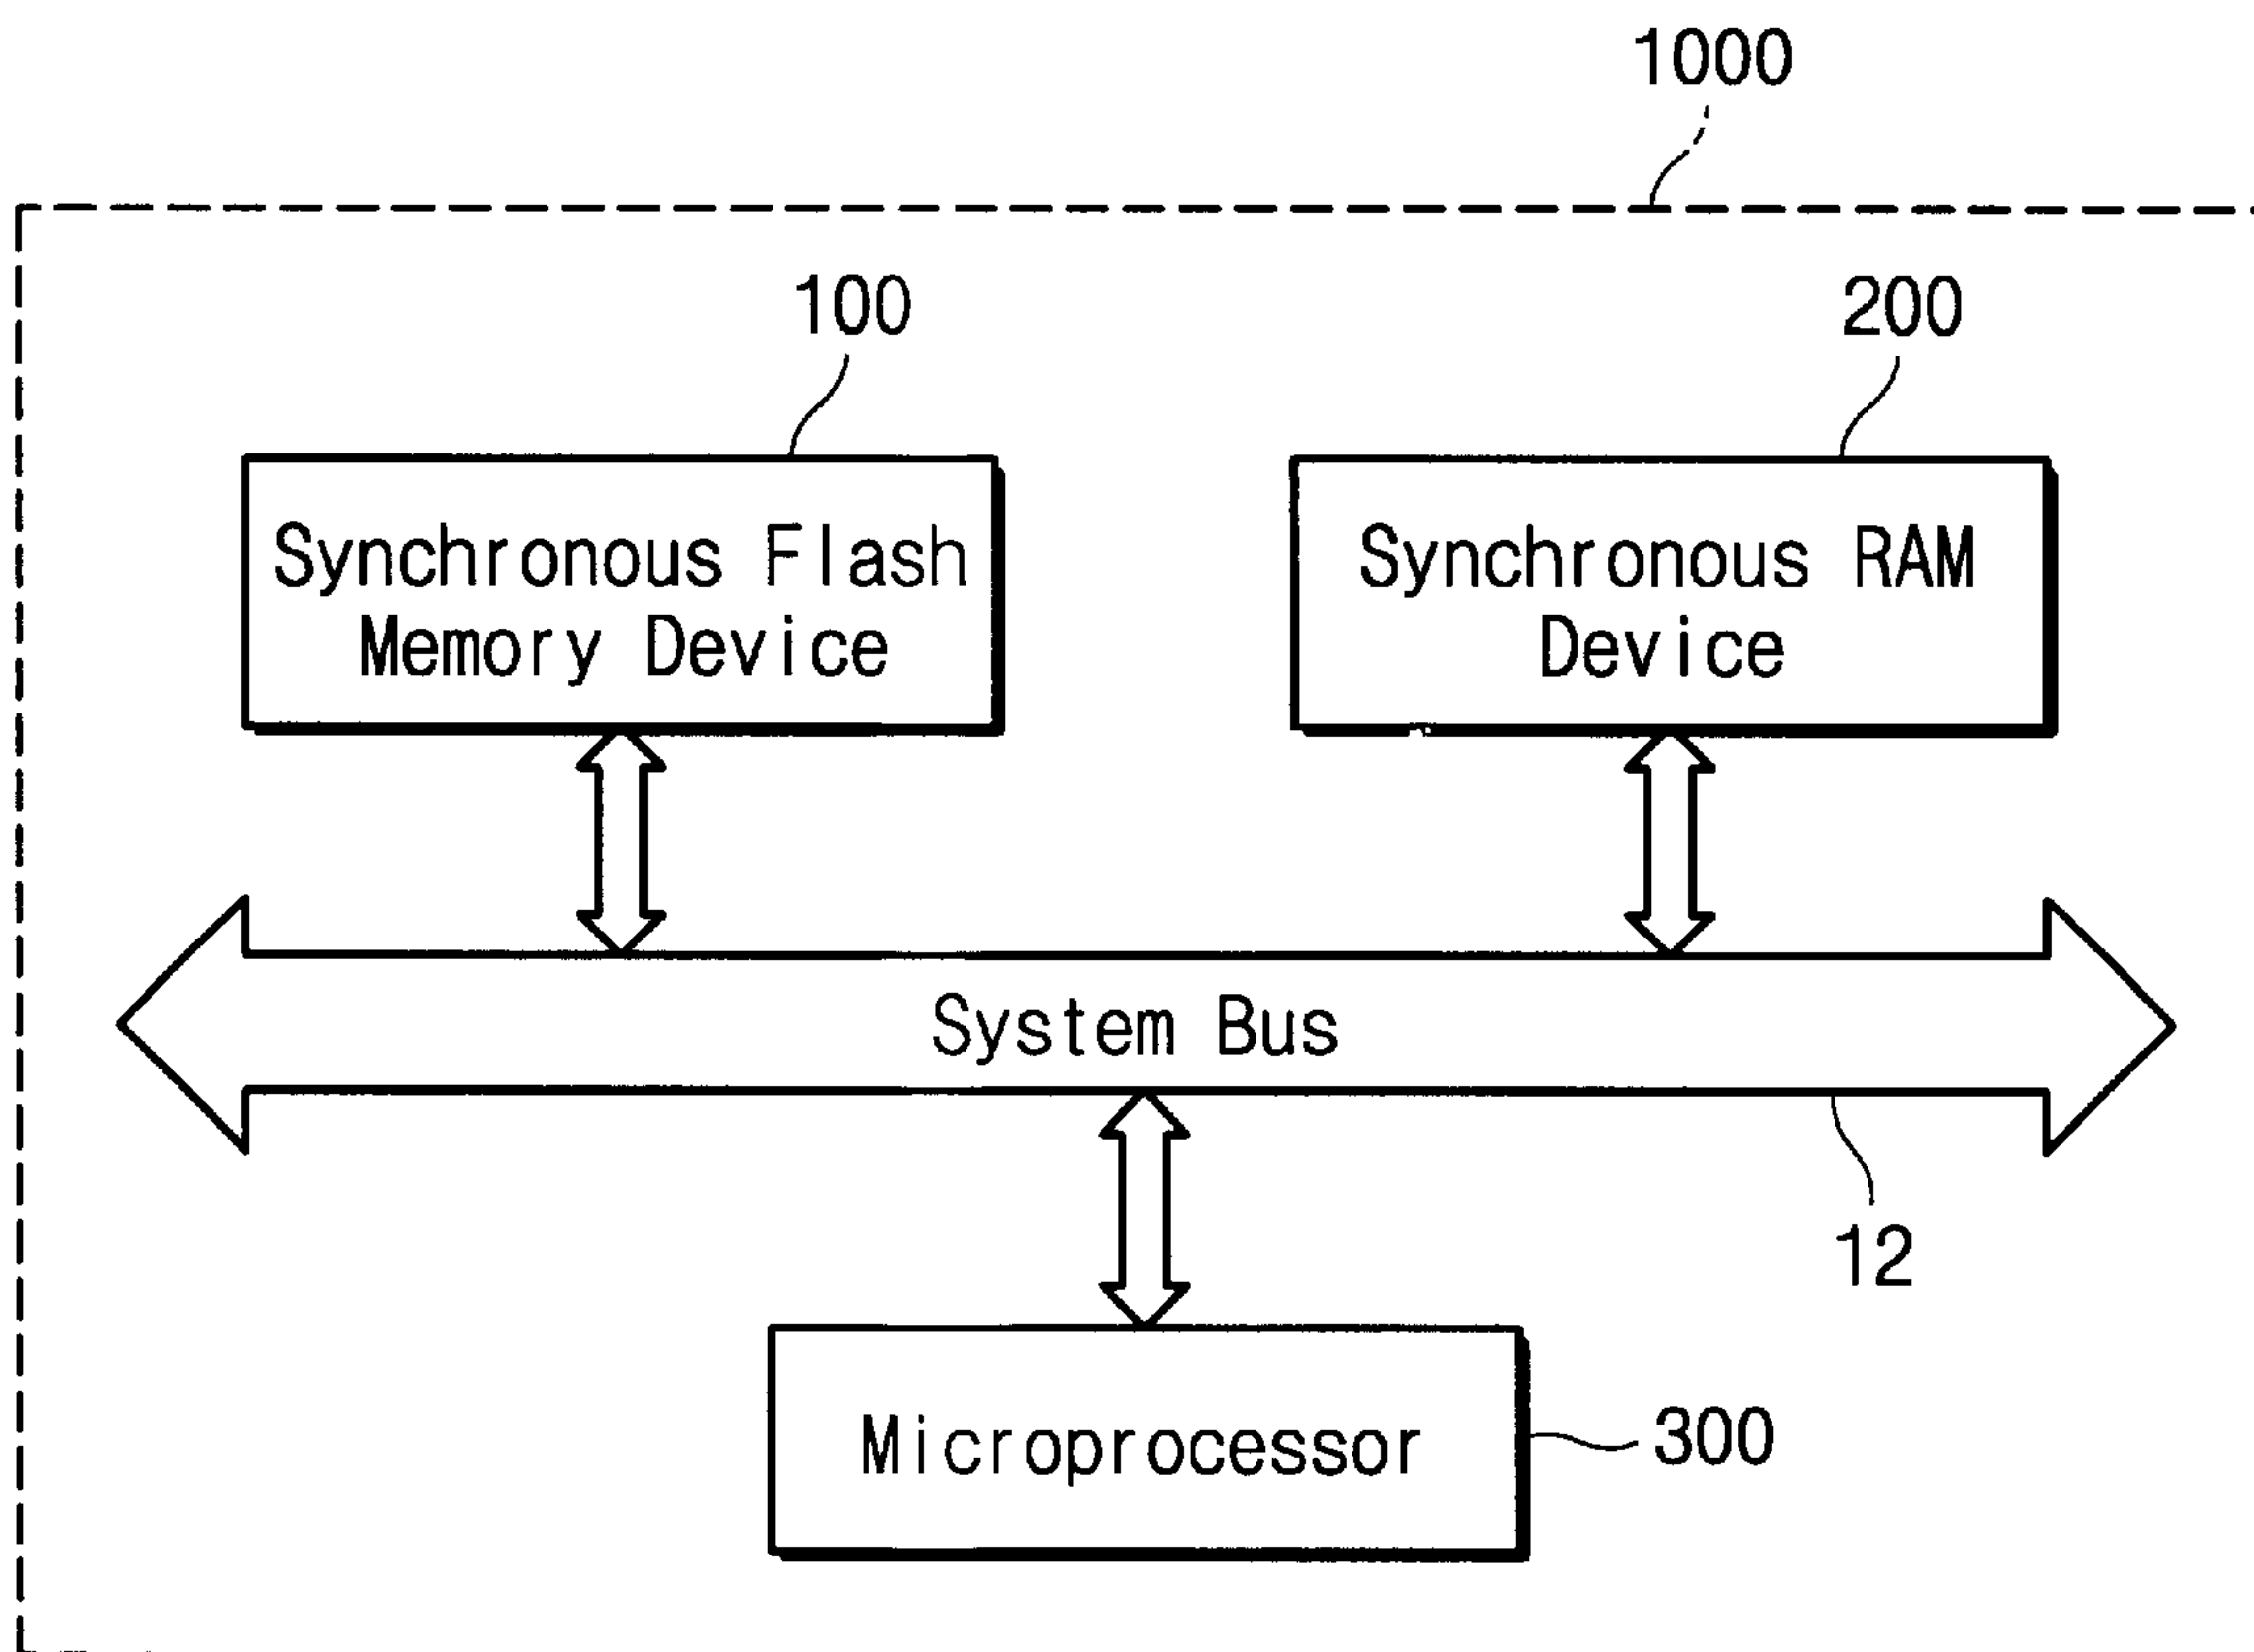 1000
100
200
Synchronous Flash
Memory Device
Synchronous RAM
Device
System Bus
12
Microprocessor
300